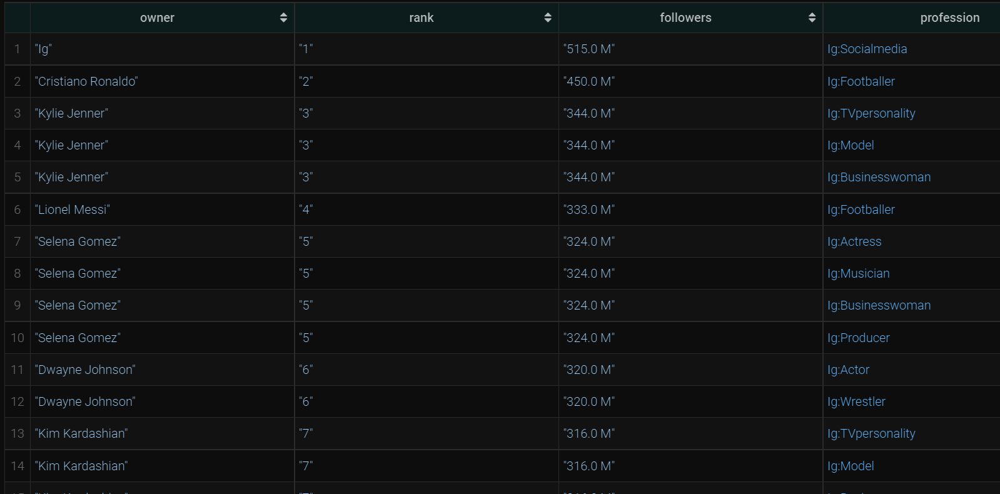 owner rank followers profession
1 "Ig" "1" "515.0 M" Ig:Socialmedia
2 "Cristiano Ronaldo" "2" "450.0 M" Ig:Footballer
3 "Kylie Jenner" "3" "344.0 M" Ig:TVpersonality
4 "Kylie Jenner" "3" "344.0 M" Ig:Model
5 "Kylie Jenner" "3" "344.0 M" Ig:Businesswoman
6 "Lionel Messi" "4" "333.0 M" Ig:Footballer
7 "Selena Gomez" "5" "324.0 M" Ig:Actress
8 "Selena Gomez" "5" "324.0 M" Ig:Musician
9 "Selena Gomez" "5" "324.0 M" Ig:Businesswoman
10 "Selena Gomez" "5" "324.0 M" Ig:Producer
11 "Dwayne Johnson" "6" "320.0 M" Ig:Actor
12 "Dwayne Johnson" "6" "320.0 M" Ig:Wrestler
13 "Kim Kardashian" "7" "316.0 M" Ig:TVpersonality
14 "Kim Kardashian" "7" "316.0 M" Ig:Model